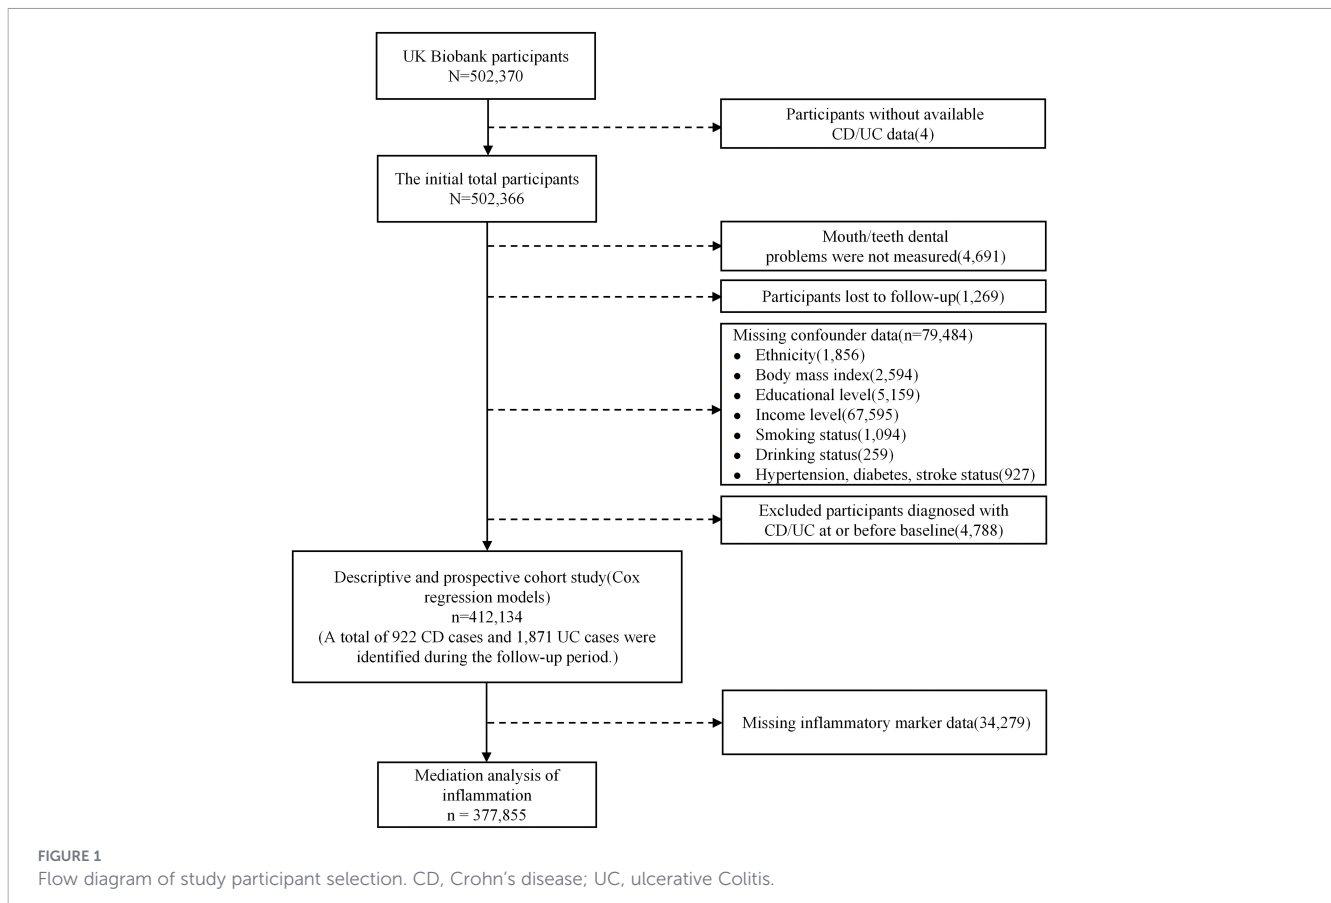 UK Biobank participants
N=502,370
Participants without available
CD/UC data(4)
The initial total participants
N=502,366
Mouth/teeth dental
problems were not measured(4,691)
Participants lost to follow-up(1,269)
Missing confounder data(n=79,484)
● Ethnicity(1,856)
● Body mass index(2,594)
● Educational level(5,159)
● Income level(67,595)
● Smoking status(1,094)
● Drinking status(259)
● Hypertension, diabetes, stroke status(927)
Excluded participants diagnosed with
CD/UC at or before baseline(4,788)
Descriptive and prospective cohort study(Cox
regression models)
n=412,134
(A total of 922 CD cases and 1,871 UC cases were
identified during the follow-up period.)
Missing inflammatory marker data(34,279)
Mediation analysis of
inflammation
n = 377,855
FIGURE 1
Flow diagram of study participant selection. CD, Crohn’s disease; UC, ulcerative Colitis.